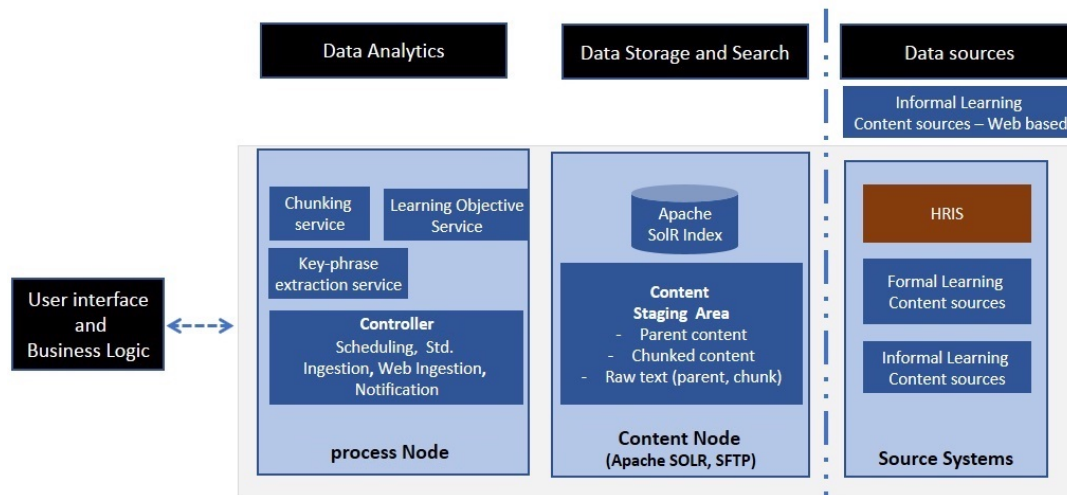 Data Analytics
Data Storage and Search
Data sources
Informal Learning
Content sources – Web based
Chunking
service
Learning Objective
Service
Key-phrase
extraction service
Controller
Scheduling, Std.
Ingestion, Web Ingestion,
Notification
process Node
Apache
SolR Index
Content
Staging Area
- Parent content
- Chunked content
- Raw text (parent, chunk)
Content Node
(Apache SOLR, SFTP)
HRIS
Formal Learning
Content sources
Informal Learning
Content sources
Source Systems
User interface
and
Business Logic